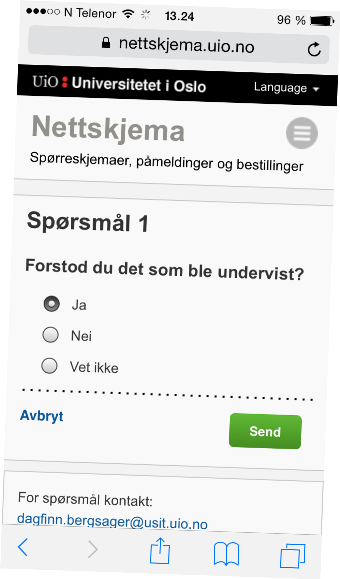 N Telenor 13.24 96 %
nettskjema.uio.no
UiO Universitetet i Oslo Language
Nettskjema
Spørreskjemaer, påmeldinger og bestillinger
Spørsmål 1
Forstod du det som ble undervist?
Ja
Nei
Vet ikke
Avbryt Send
For spørsmål kontakt:
dagfinn.bergsager@usit.uio.no